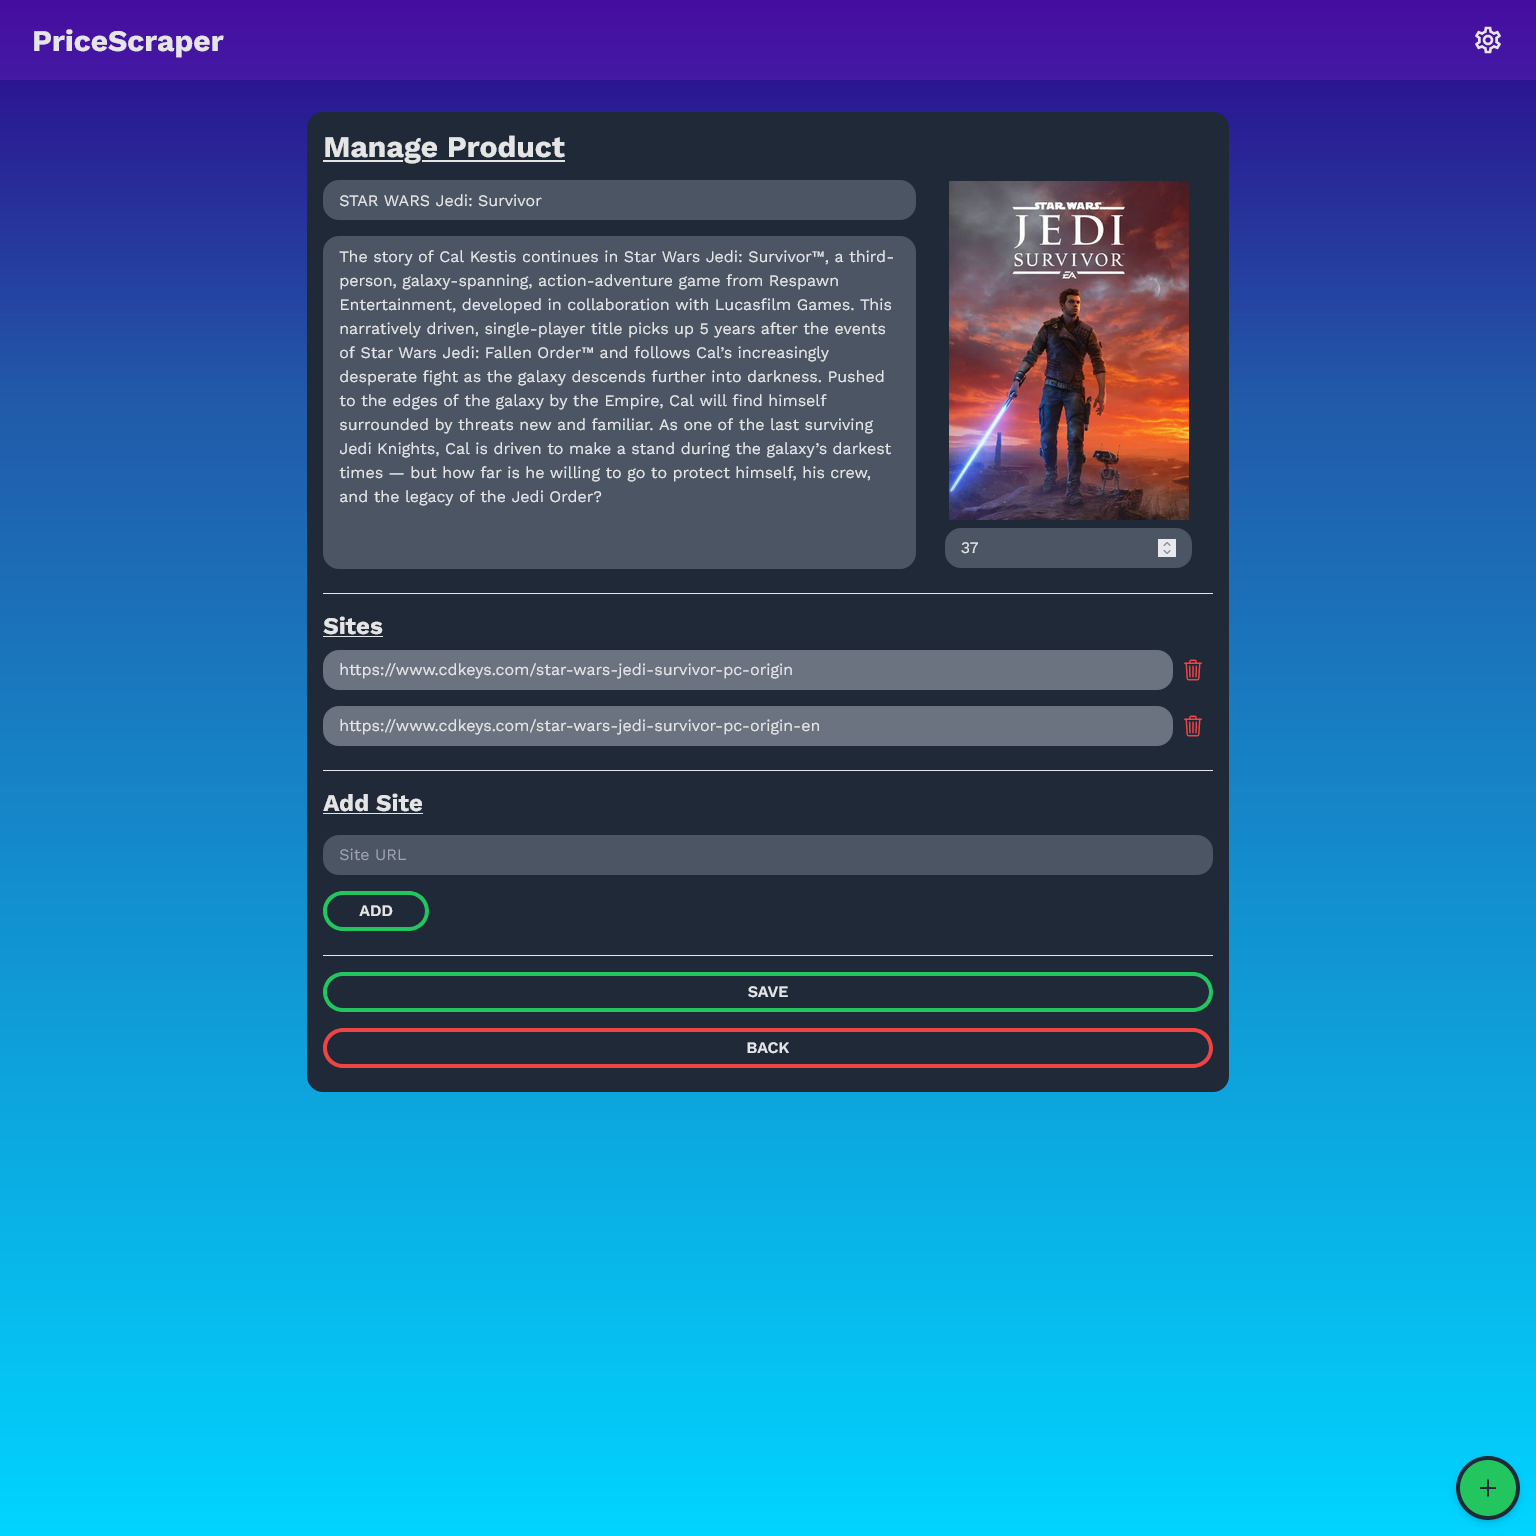 PriceScraper
Manage Product
STAR WARS Jedi: Survivor
The story of Cal Kestis continues in Star Wars Jedi: Survivor™, a third-
person, galaxy-spanning, action-adventure game from Respawn
Entertainment, developed in collaboration with Lucasfilm Games. This
narratively driven, single-player title picks up 5 years after the events
of Star Wars Jedi: Fallen Order™ and follows Cal’s increasingly
desperate fight as the galaxy descends further into darkness. Pushed
to the edges of the galaxy by the Empire, Cal will find himself
surrounded by threats new and familiar. As one of the last surviving
Jedi Knights, Cal is driven to make a stand during the galaxy’s darkest
times — but how far is he willing to go to protect himself, his crew,
and the legacy of the Jedi Order?
STAR WARS
JEDI
SURVIVOR
EA
37
Sites
https://www.cdkeys.com/star-wars-jedi-survivor-pc-origin
https://www.cdkeys.com/star-wars-jedi-survivor-pc-origin-en
Add Site
Site URL
ADD
SAVE
BACK